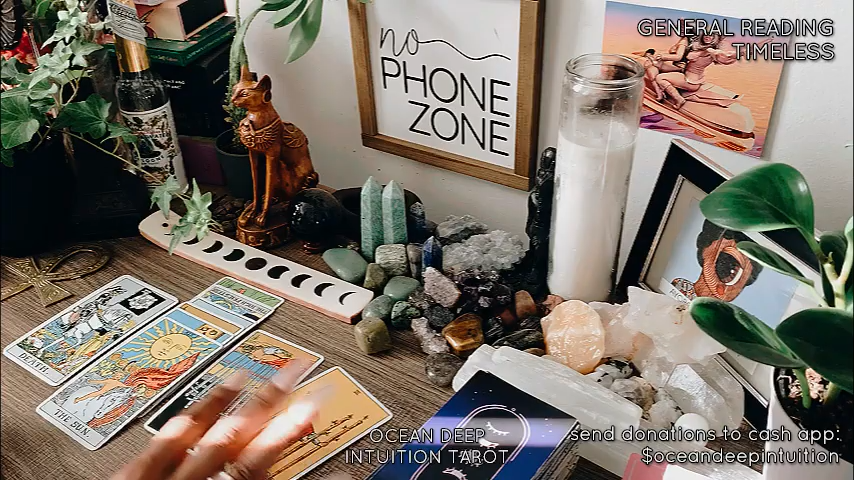 GENERAL READING
TIMELESS
no
PHONE
ZONE
DEATH.
THE SUN.
OCEAN DEEP
INTUITION TAROT
send donations to cash app:
$oceandeepintuition